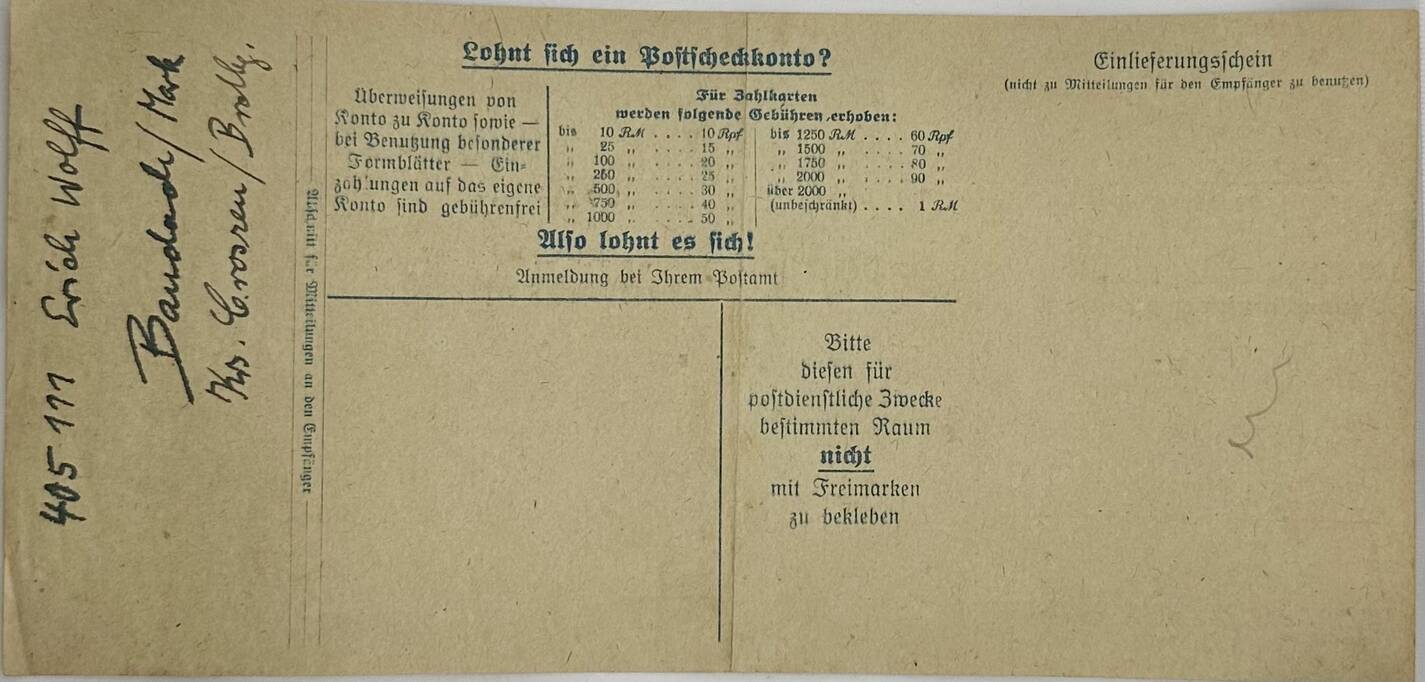 405 111 Erich Wolff
Baudach/Mark
Krs. Crossen/Brdbg.
Abschnitt für Mitteilungen an den Empfänger
Lohnt sich ein Postscheckkonto?
Überweisungen von
Konto zu Konto sowie —
bei Benutzung besonderer
Formblätter — Ein-
zahlungen auf das eigene
Konto sind gebührenfrei
Für Zahlkarten
werden folgende Gebühren erhoben:
bis 10 RM .... 10 Rpf
„ 25 „ .... 15 „
„ 100 „ .... 20 „
„ 250 „ .... 25 „
„ 500 „ .... 30 „
„ 750 „ .... 40 „
„ 1000 „ .... 50 „
bis 1250 RM .... 60 Rpf
„ 1500 „ .... 70 „
„ 1750 „ .... 80 „
„ 2000 „ .... 90 „
über 2000 „
(unbeschränkt) .... 1 RM
Also lohnt es sich!
Anmeldung bei Ihrem Postamt
Bitte
diesen für
postdienstliche Zwecke
bestimmten Raum
nicht
mit Freimarken
zu bekleben
Einlieferungsschein
(nicht zu Mitteilungen für den Empfänger zu benutzen)